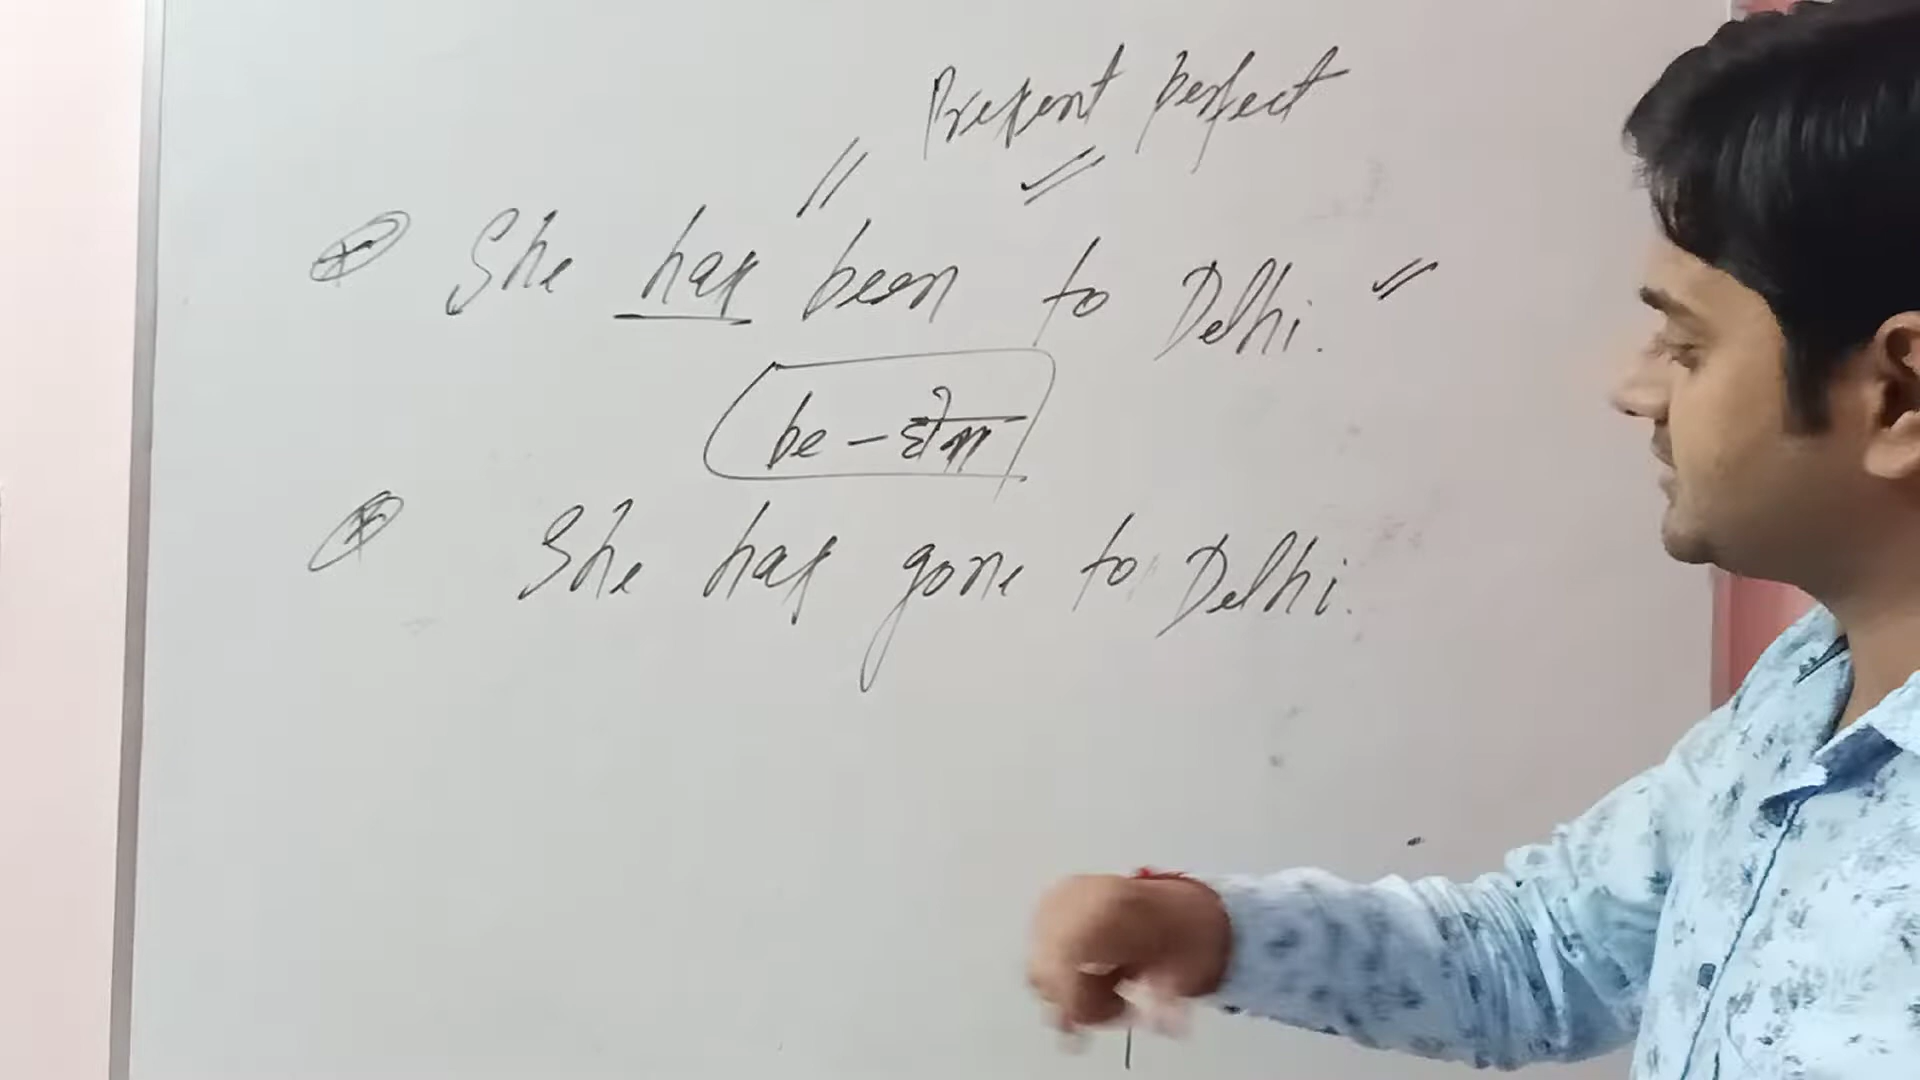 Present perfect
She has been to Delhi.
be - होना
She has gone to Delhi.